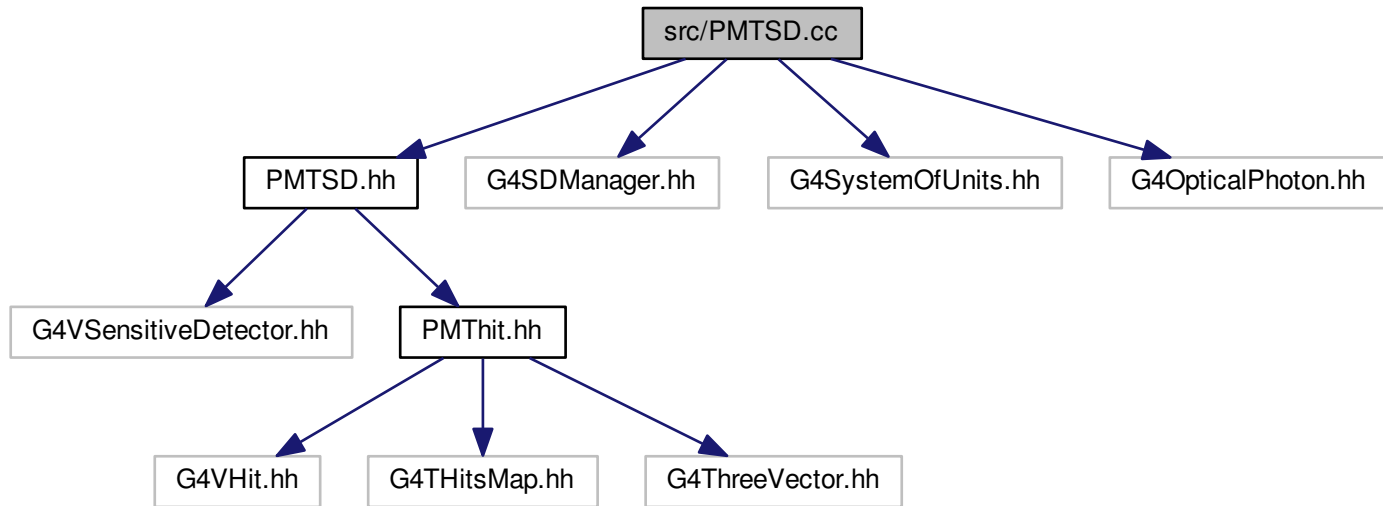 src/PMTSD.cc
PMTSD.hh
G4SDManager.hh
G4SystemOfUnits.hh
G4OpticalPhoton.hh
G4VSensitiveDetector.hh
PMThit.hh
G4VHit.hh
G4THitsMap.hh
G4ThreeVector.hh